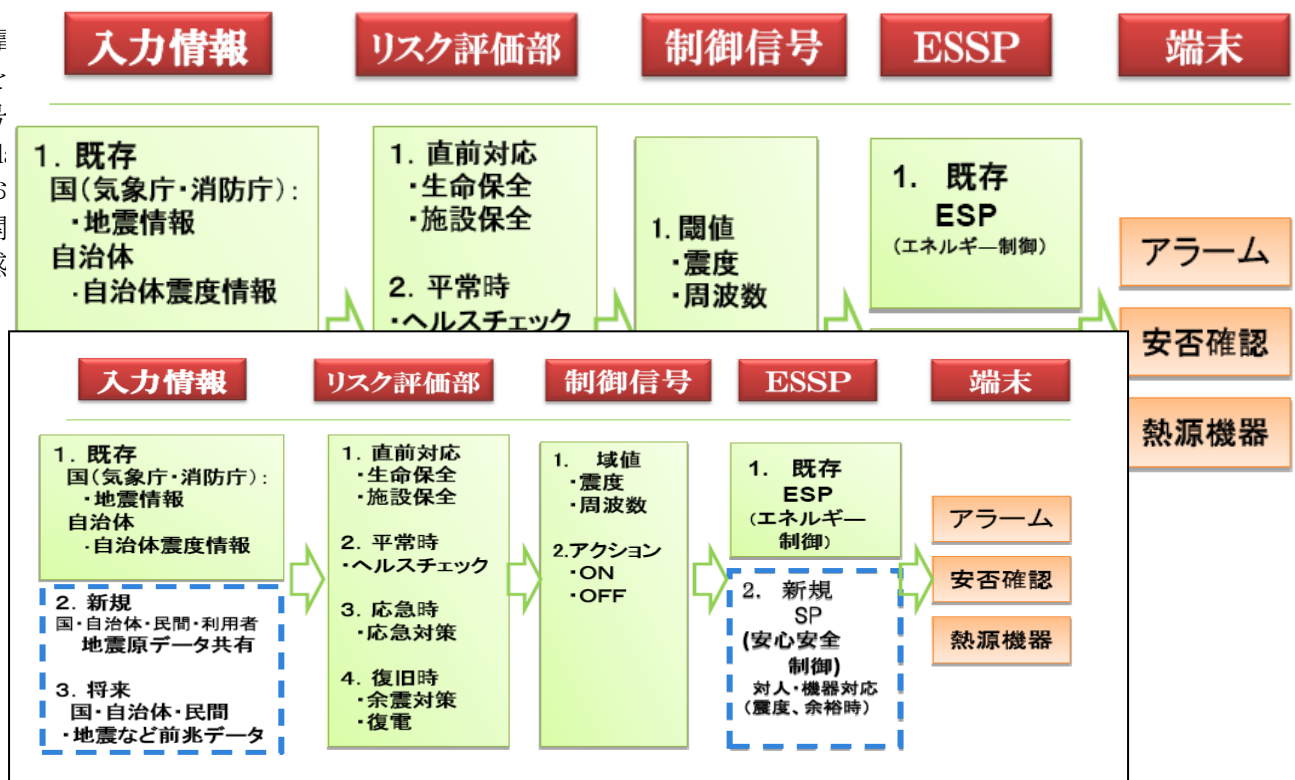 入力情報
リスク評価部
制御信号
ESSP
端末
1. 既存
国(気象庁・消防庁):
・地震情報
自治体
・自治体震度情報
1. 直前対応
・生命保全
・施設保全
2. 平常時
・ヘルスチェック
1. 閾値
・震度
・周波数
1. 既存
ESP
(エネルギー制御)
アラーム
安否確認
熱源機器
入力情報
リスク評価部
制御信号
ESSP
端末
1. 既存
国(気象庁・消防庁):
・地震情報
自治体
・自治体震度情報
2. 新規
国・自治体・民間・利用者
地震原データ共有
3. 将来
国・自治体・民間
・地震など前兆データ
1. 直前対応
・生命保全
・施設保全
2. 平常時
・ヘルスチェック
3. 応急時
・応急対策
4. 復旧時
・余震対策
・復電
1. 域値
・震度
・周波数
2.アクション
・ON
・OFF
1. 既存
ESP
(エネルギー
制御)
2. 新規
SP
(安心安全
制御)
対人・機器対応
(震度、余裕時)
アラーム
安否確認
熱源機器